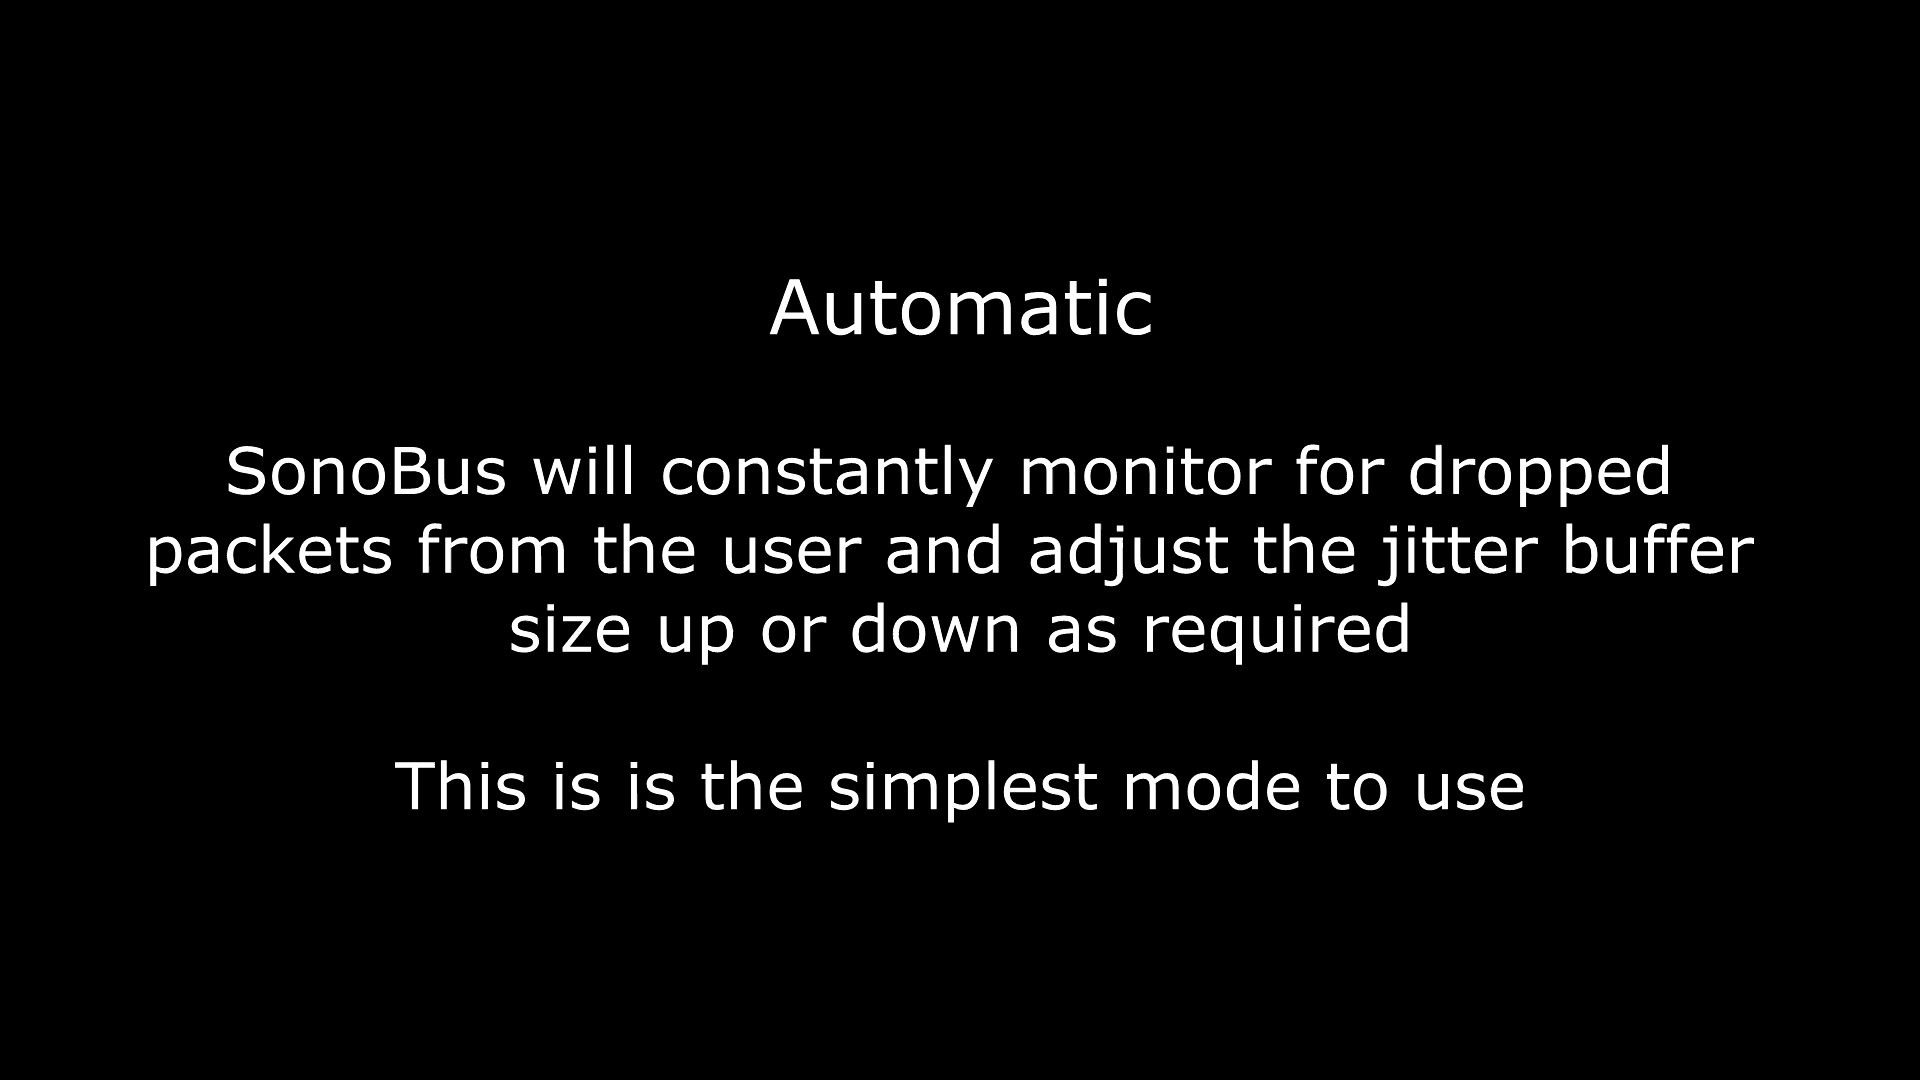 Automatic
SonoBus will constantly monitor for dropped
packets from the user and adjust the jitter buffer
size up or down as required
This is is the simplest mode to use